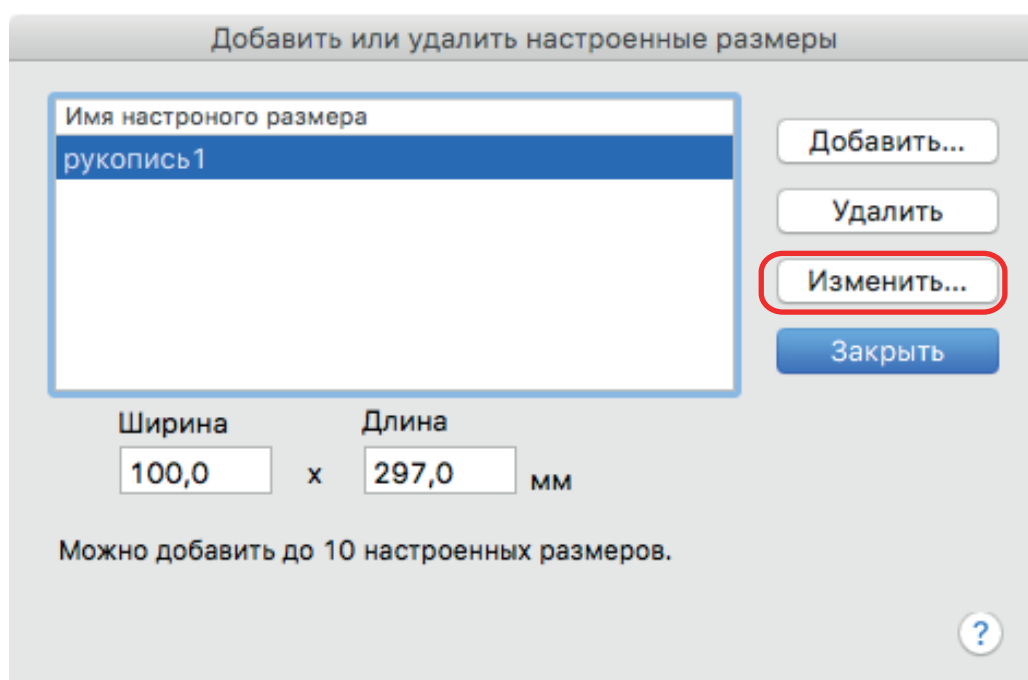 Добавить или удалить настроенные размеры
Имя настроного размера
рукопись1
Добавить...
Удалить
Изменить...
Закрыть
Ширина
Длина
100,0 x 297,0 мм
Можно добавить до 10 настроенных размеров.
?